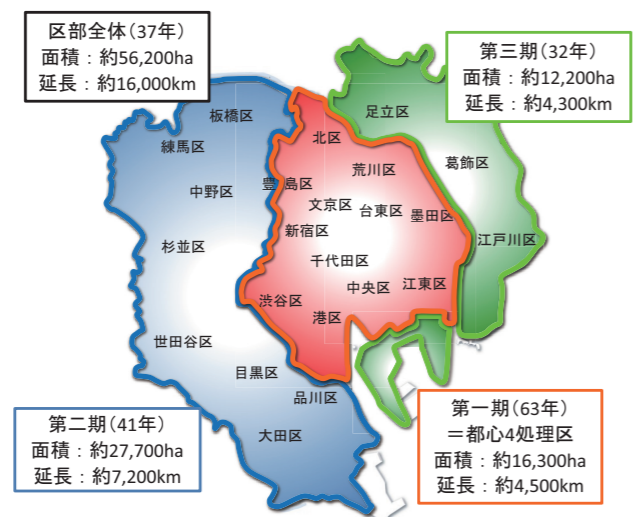 区部全体（37年）
面積：約56,200ha
延長：約16,000km
第三期（32年）
面積：約12,200ha
延長：約4,300km
板橋区
足立区
北区
練馬区
荒川区
葛飾区
豊島区
中野区
文京区
台東区
墨田区
新宿区
江戸川区
杉並区
千代田区
中央区
江東区
渋谷区
港区
世田谷区
目黒区
品川区
大田区
第二期（41年）
面積：約27,700ha
延長：約7,200km
第一期（63年）
＝都心4処理区
面積：約16,300ha
延長：約4,500km